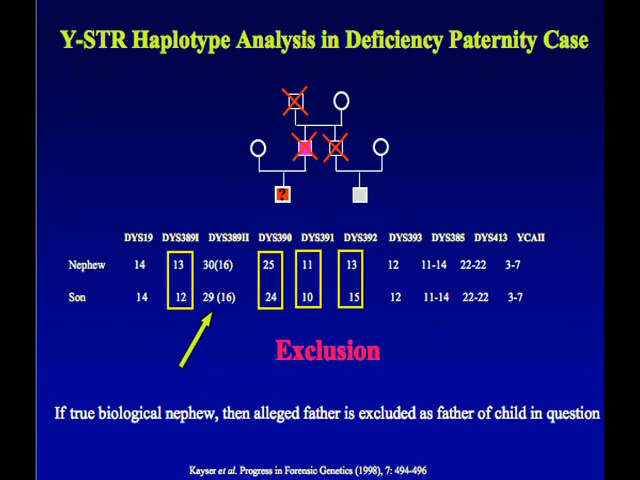 Y-STR Haplotype Analysis in Deficiency Paternity Case
?
DYS19 DYS389I DYS389II DYS390 DYS391 DYS392 DYS393 DYS385 DYS413 YCAII
Nephew 14 13 30(16) 25 11 13 12 11-14 22-22 3-7
Son 14 12 29 (16) 24 10 15 12 11-14 22-22 3-7
Exclusion
If true biological nephew, then alleged father is excluded as father of child in question
Kayser et al. Progress in Forensic Genetics (1998), 7: 494-496